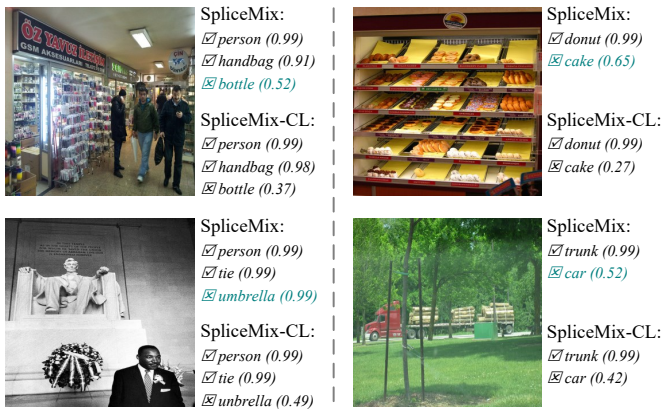 ÖZ YAVUZ İLETİŞİM
GSM AKSESUARLARI
SpliceMix:
☑ person (0.99)
☑ handbag (0.91)
☒ bottle (0.52)
SpliceMix-CL:
☑ person (0.99)
☑ handbag (0.98)
☒ bottle (0.37)
SpliceMix:
☑ donut (0.99)
☒ cake (0.65)
SpliceMix-CL:
☑ donut (0.99)
☒ cake (0.27)
SpliceMix:
☑ person (0.99)
☑ tie (0.99)
☒ umbrella (0.99)
SpliceMix-CL:
☑ person (0.99)
☑ tie (0.99)
☒ unbrella (0.49)
SpliceMix:
☑ trunk (0.99)
☒ car (0.52)
SpliceMix-CL:
☑ trunk (0.99)
☒ car (0.42)